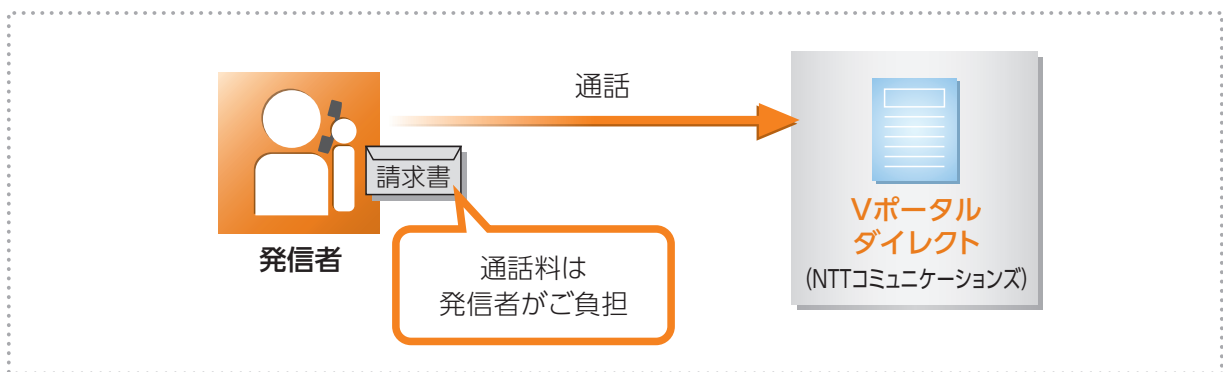 通話
請求書
発信者
通話料は
発信者がご負担
Vポータル
ダイレクト
(NTTコミュニケーションズ)